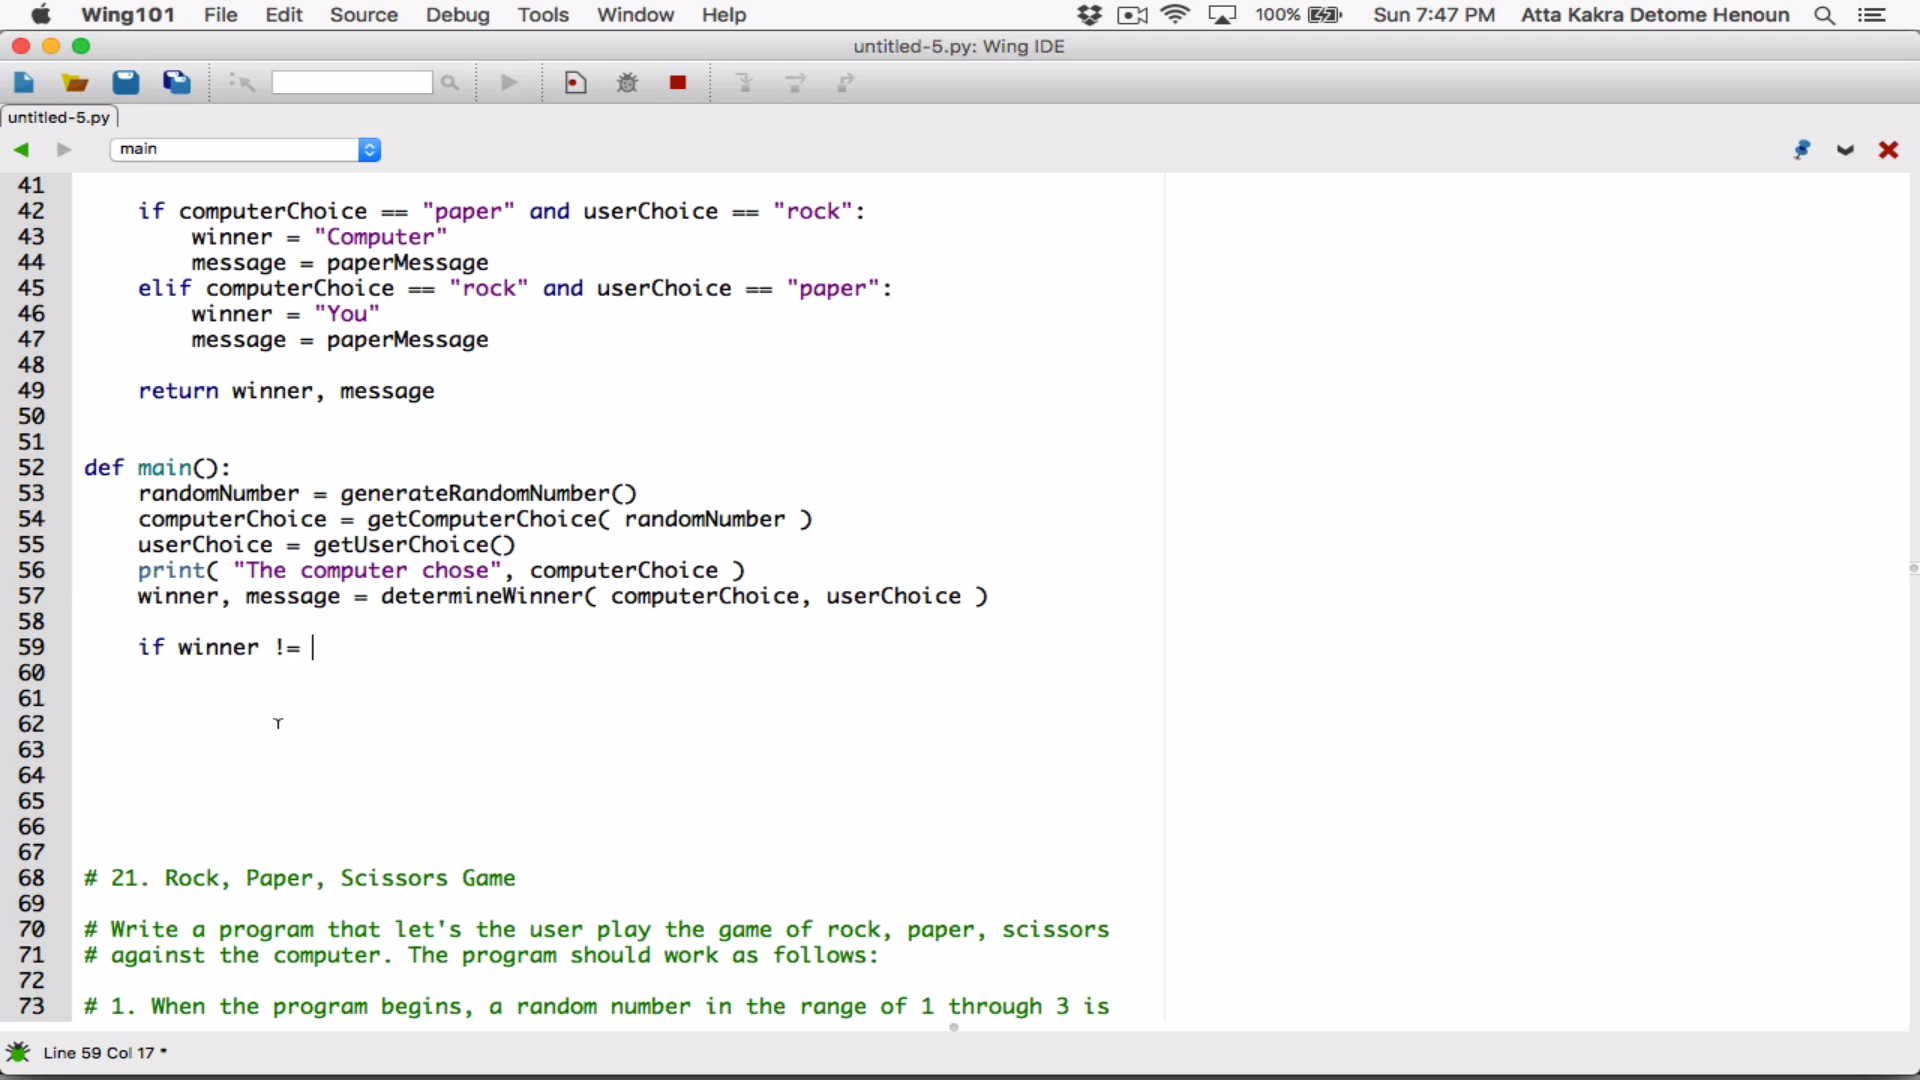 Wing101 File Edit Source Debug Tools Window Help 100% Sun 7:47 PM Atta Kakra Detome Henoun
untitled-5.py: Wing IDE
untitled-5.py
main
41
42 if computerChoice == "paper" and userChoice == "rock":
43 winner = "Computer"
44 message = paperMessage
45 elif computerChoice == "rock" and userChoice == "paper":
46 winner = "You"
47 message = paperMessage
48
49 return winner, message
50
51
52 def main():
53 randomNumber = generateRandomNumber()
54 computerChoice = getComputerChoice( randomNumber )
55 userChoice = getUserChoice()
56 print( "The computer chose", computerChoice )
57 winner, message = determineWinner( computerChoice, userChoice )
58
59 if winner !=
60
61
62
63
64
65
66
67
68 # 21. Rock, Paper, Scissors Game
69
70 # Write a program that let's the user play the game of rock, paper, scissors
71 # against the computer. The program should work as follows:
72
73 # 1. When the program begins, a random number in the range of 1 through 3 is
Line 59 Col 17 *